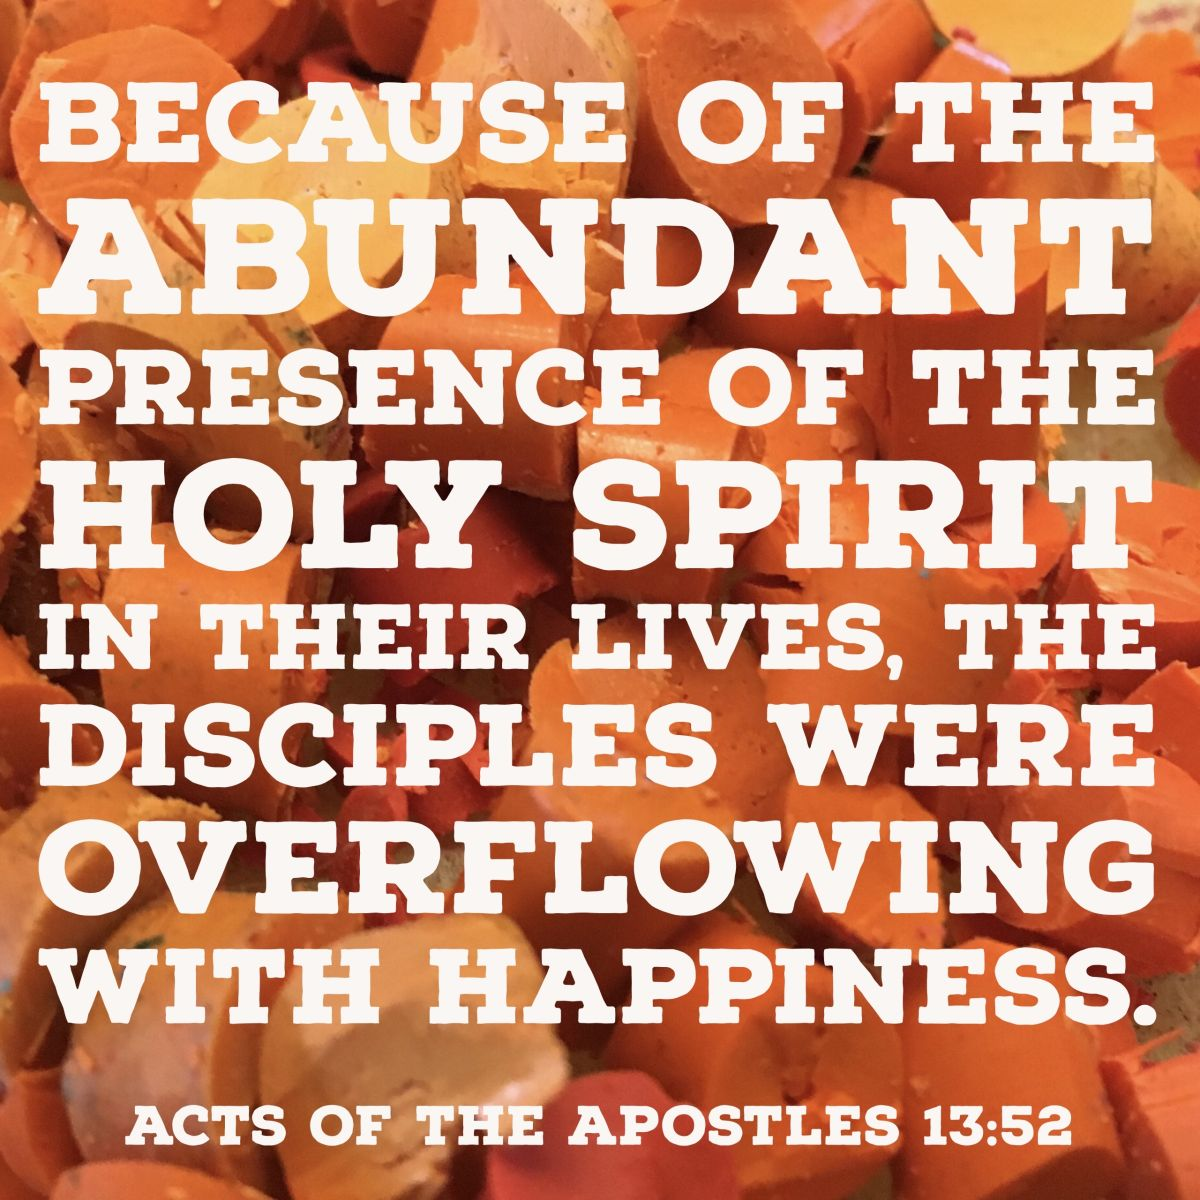 BECAUSE OF THE
ABUNDANT
PRESENCE OF THE
HOLY SPIRIT
IN THEIR LIVES, THE
DISCIPLES WERE
OVERFLOWING
WITH HAPPINESS.
ACTS OF THE APOSTLES 13:52